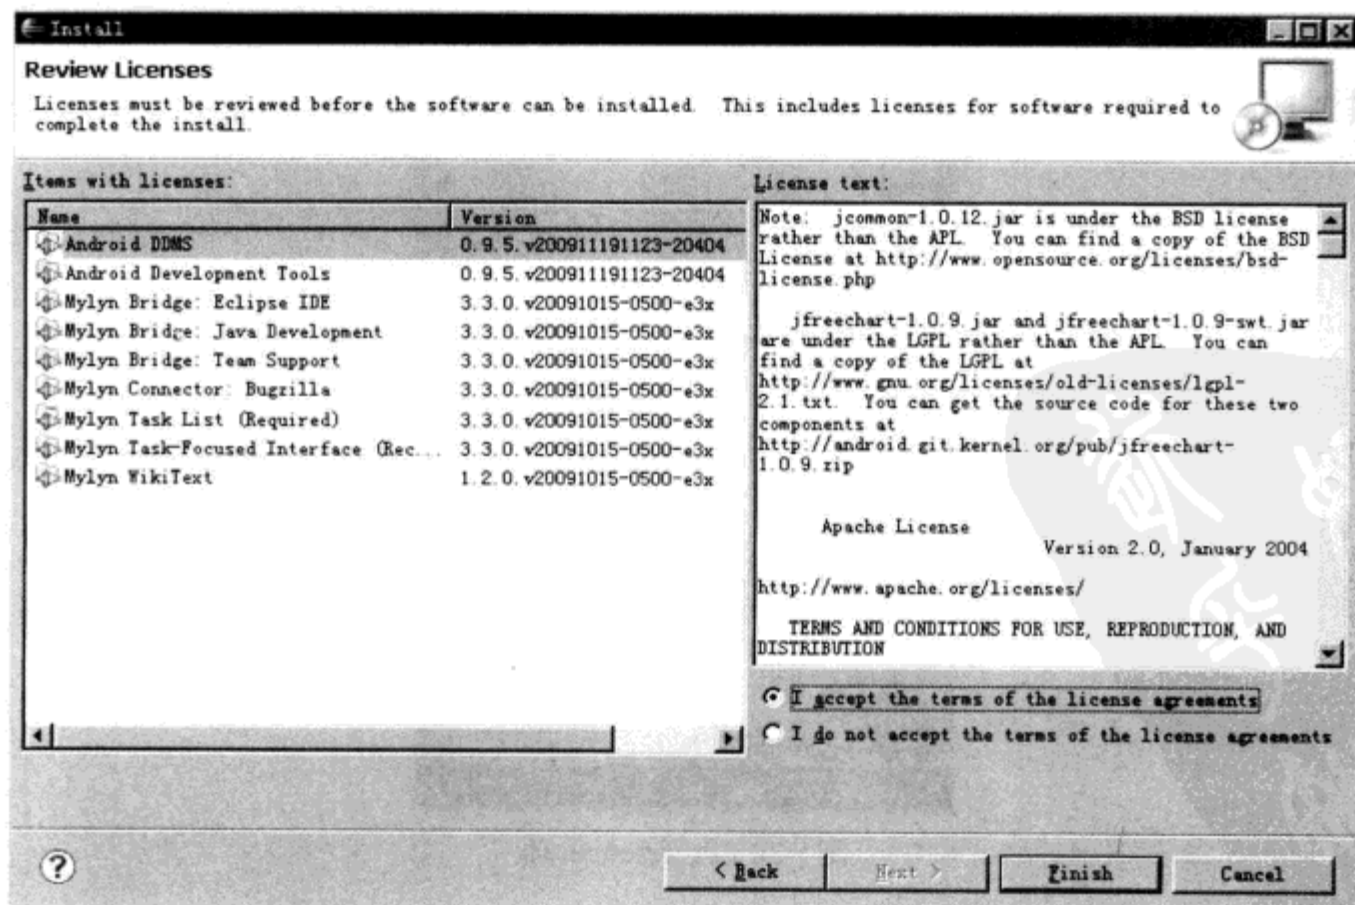 Install
Review Licenses
Licenses must be reviewed before the software can be installed. This includes licenses for software required to
complete the install.
Items with licenses:
Name Version
Android DDMS 0.9.5.v200911191123-20404
Android Development Tools 0.9.5.v200911191123-20404
Mylyn Bridge: Eclipse IDE 3.3.0.v20091015-0500-e3x
Mylyn Bridge: Java Development 3.3.0.v20091015-0500-e3x
Mylyn Bridge: Team Support 3.3.0.v20091015-0500-e3x
Mylyn Connector: Bugzilla 3.3.0.v20091015-0500-e3x
Mylyn Task List (Required) 3.3.0.v20091015-0500-e3x
Mylyn Task-Focused Interface (Rec... 3.3.0.v20091015-0500-e3x
Mylyn WikiText 1.2.0.v20091015-0500-e3x
License text:
Note: jcommon-1.0.12.jar is under the BSD license
rather than the APL. You can find a copy of the BSD
License at http://www.opensource.org/licenses/bsd-
license.php
jfreechart-1.0.9.jar and jfreechart-1.0.9-swt.jar
are under the LGPL rather than the APL. You can
find a copy of the LGPL at
http://www.gnu.org/licenses/old-licenses/lgpl-
2.1.txt. You can get the source code for these two
components at
http://android.git.kernel.org/pub/jfreechart-
1.0.9.zip
Apache License
Version 2.0, January 2004
http://www.apache.org/licenses/
TERMS AND CONDITIONS FOR USE, REPRODUCTION, AND
DISTRIBUTION
I accept the terms of the license agreements
I do not accept the terms of the license agreements
?
< Back
Next >
Finish
Cancel